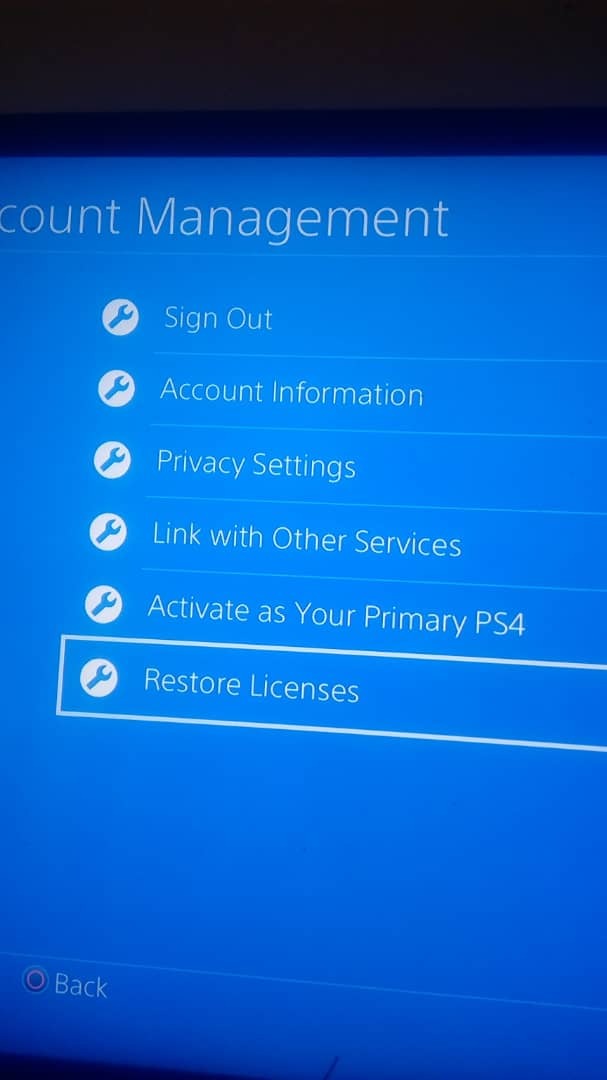 count Management
Sign Out
Account Information
Privacy Settings
Link with Other Services
Activate as Your Primary PS4
Restore Licenses
Back